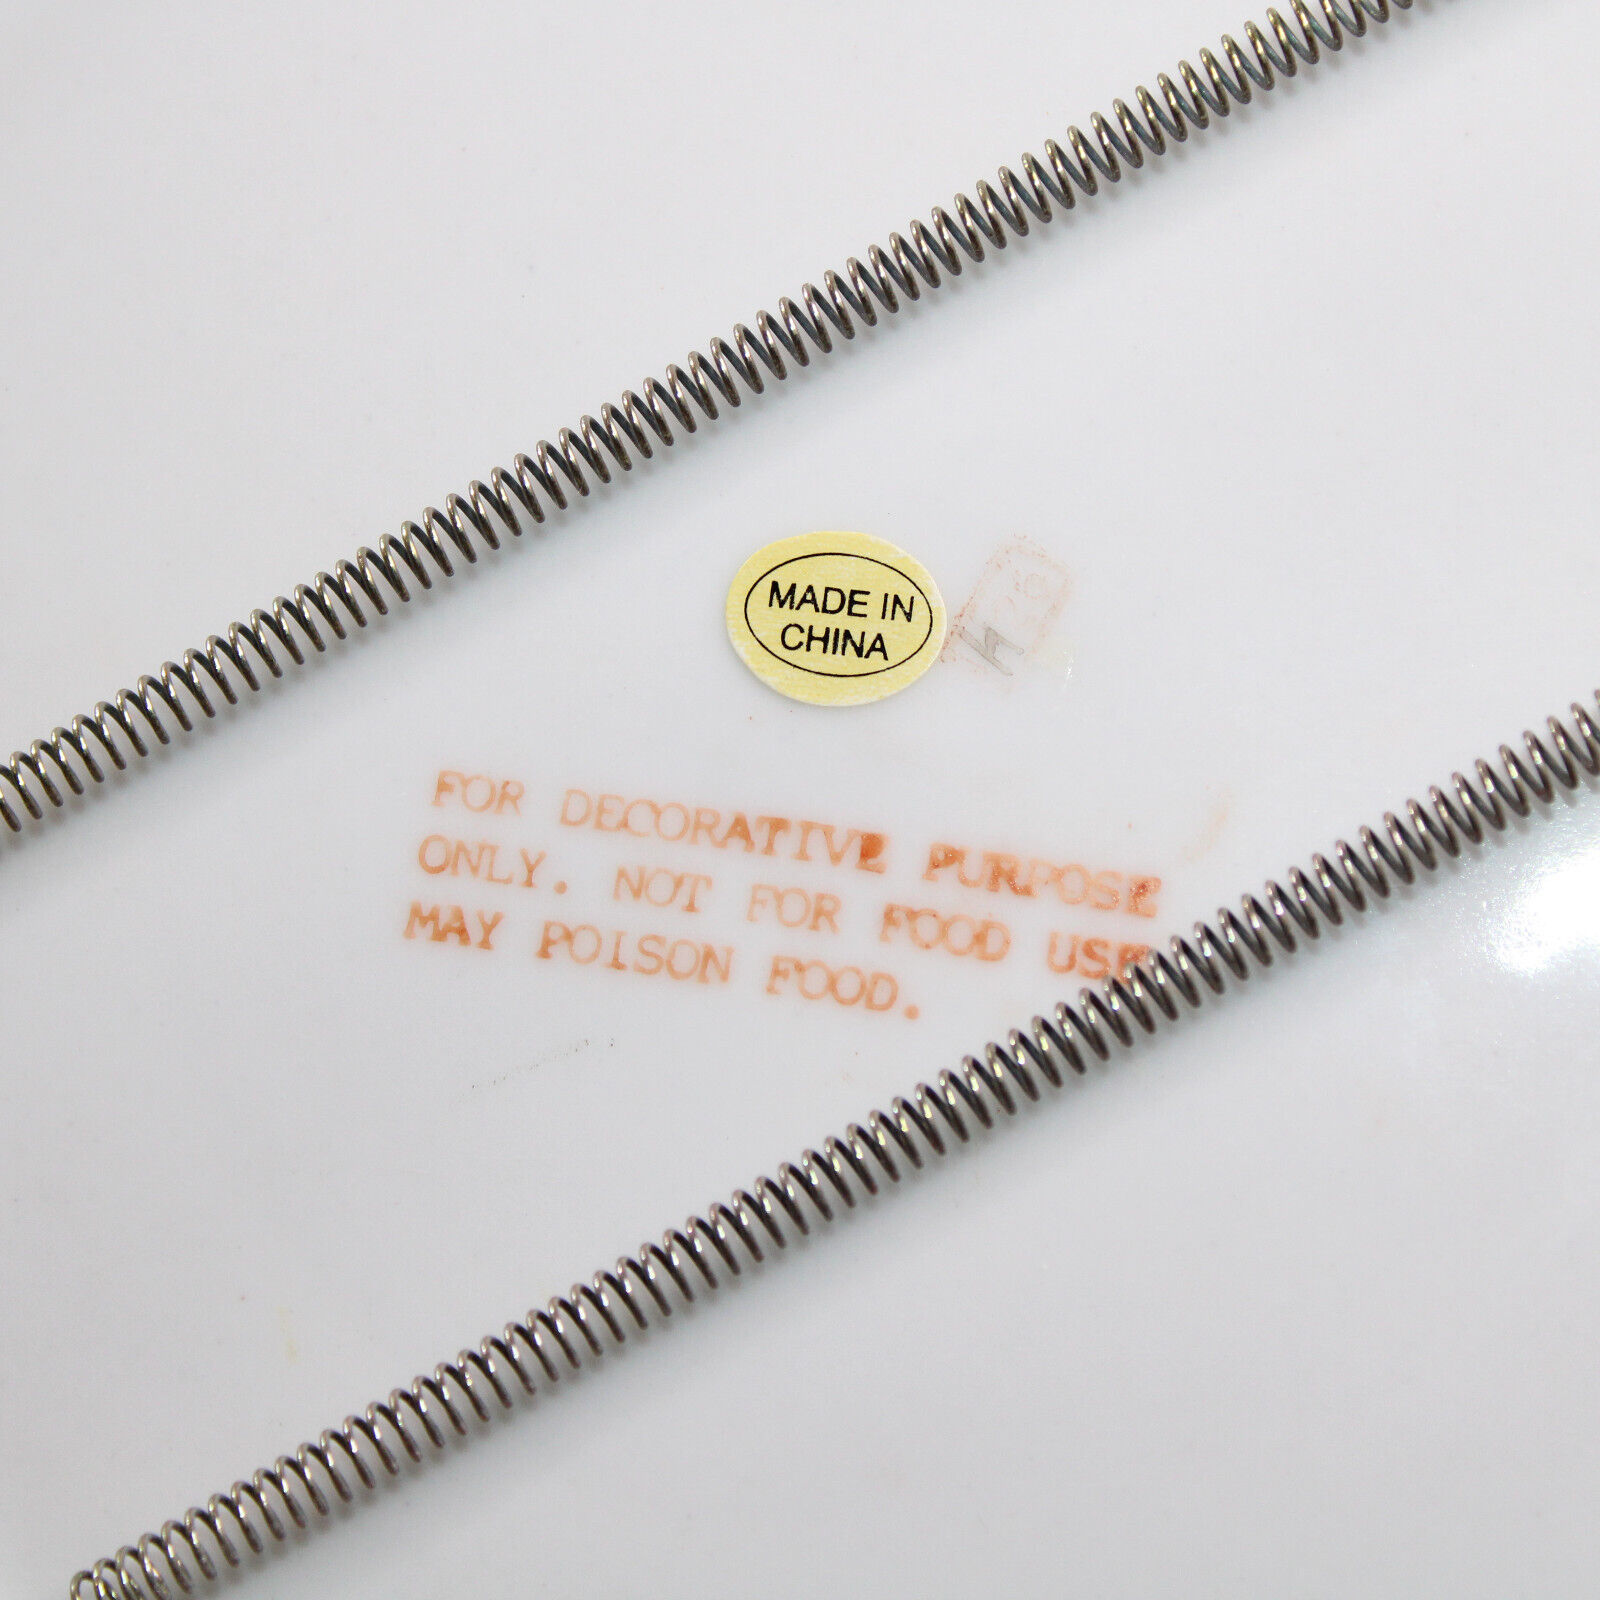 MADE IN
CHINA
FOR DECORATIVE PURPOSE
ONLY. NOT FOR FOOD USE
MAY POISON FOOD.